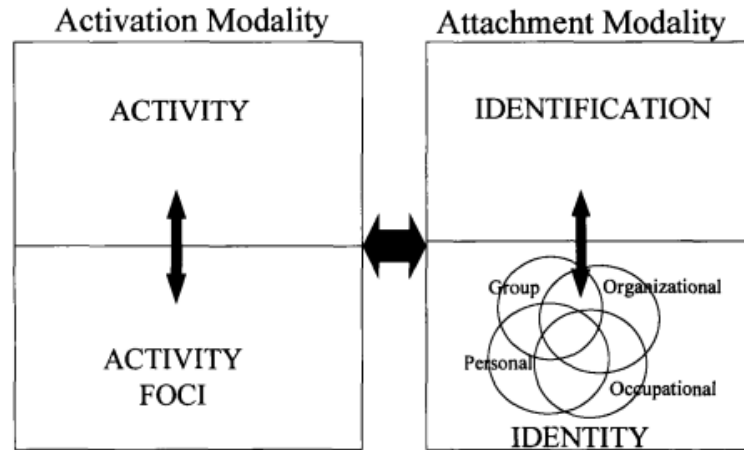 Activation Modality
Attachment Modality
ACTIVITY
IDENTIFICATION
ACTIVITY
FOCI
Group
Organizational
Personal
Occupational
IDENTITY